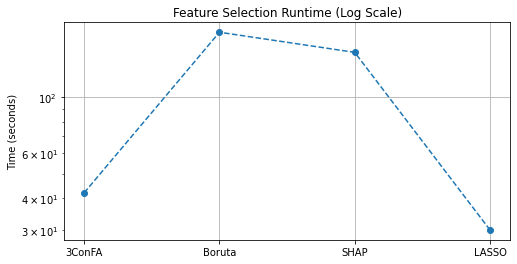 Feature Selection Runtime (Log Scale)
Time (seconds)
10²
6 × 10¹
4 × 10¹
3 × 10¹
3ConFA Boruta SHAP LASSO